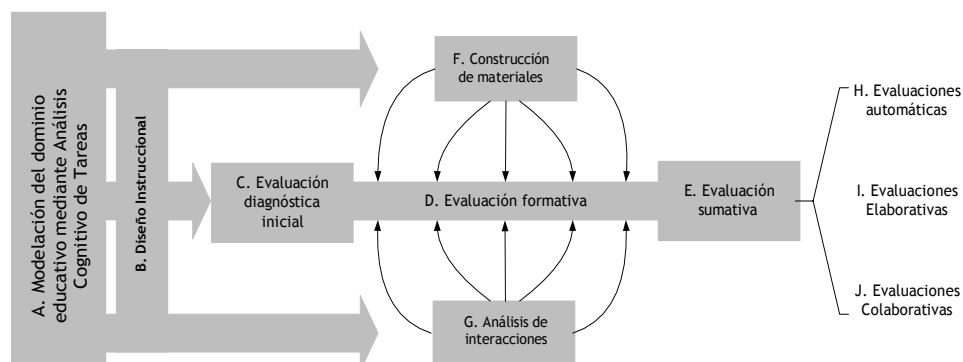 A. Modelación del dominio
educativo mediante Análisis
Cognitivo de Tareas
B. Diseño Instruccional
C. Evaluación
diagnóstica
inicial
F. Construcción
de materiales
D. Evaluación formativa
G. Análisis de
interacciones
E. Evaluación
sumativa
H. Evaluaciones
automáticas
I. Evaluaciones
Elaborativas
J. Evaluaciones
Colaborativas